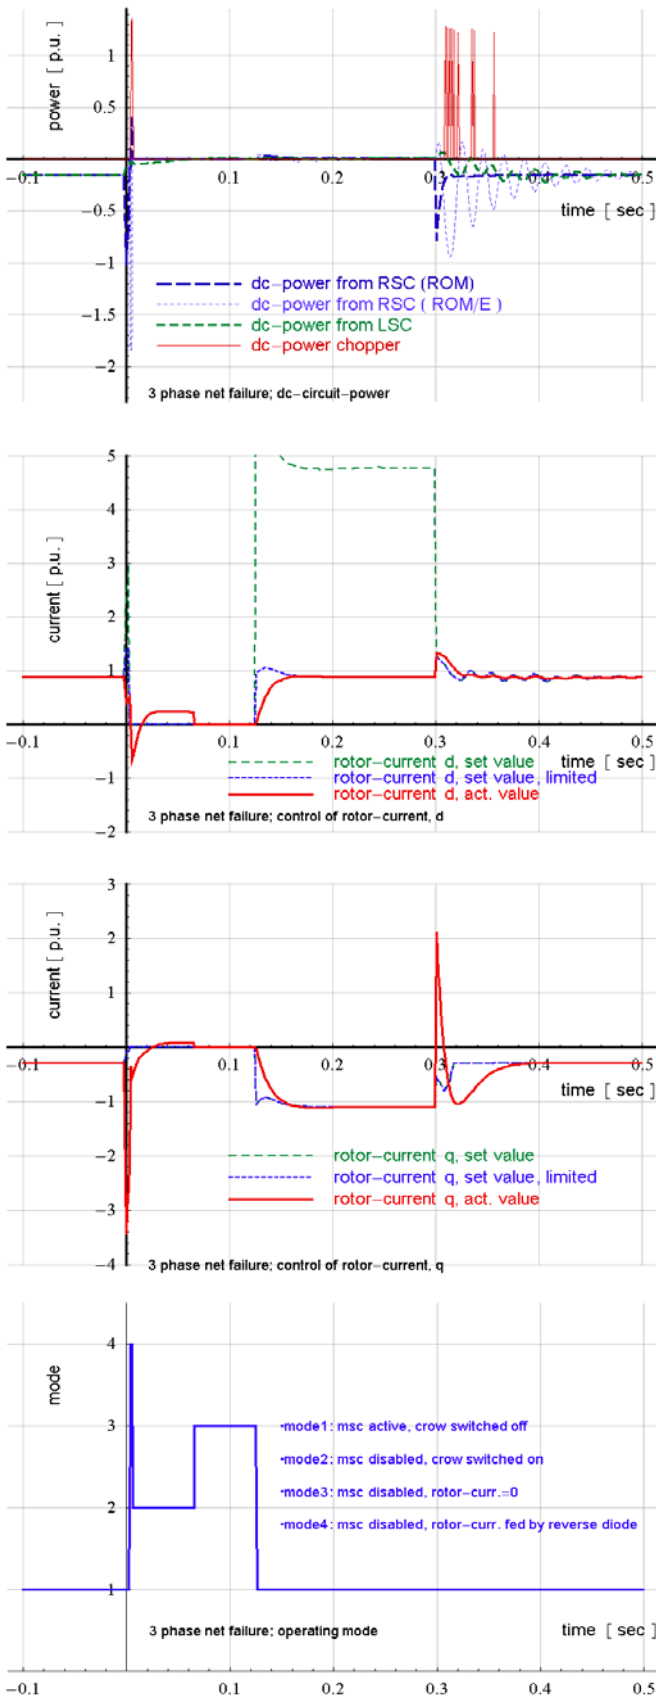 power [ p.u. ]
1
0.5
-0.1
0.1
0.2
0.3
0.4
0.5
-0.5
time [ sec ]
-1
dc-power from RSC (ROM)
dc-power from RSC ( ROM/E )
-1.5
dc-power from LSC
dc-power chopper
-2
3 phase net failure; dc-circuit-power
current [ p.u. ]
5
4
3
2
1
-0.1
0.1
0.2
0.3
0.4
0.5
rotor-current d, set value
time [ sec ]
-1
rotor-current d, set value, limited
rotor-current d, act. value
3 phase net failure; control of rotor-current, d
-2
current [ p.u. ]
3
2
1
-0.1
0.1
0.2
0.3
0.4
0.5
time [ sec ]
-1
rotor-current q, set value
-2
rotor-current q, set value, limited
rotor-current q, act. value
-3
-4
3 phase net failure; control of rotor-current, q
mode
4
3
mode1: msc active, crow switched off
mode2: msc disabled, crow switched on
mode3: msc disabled, rotor-curr.=0
2
mode4: msc disabled, rotor-curr. fed by reverse diode
1
3 phase net failure; operating mode
time [ sec ]
-0.1
0.1
0.2
0.3
0.4
0.5